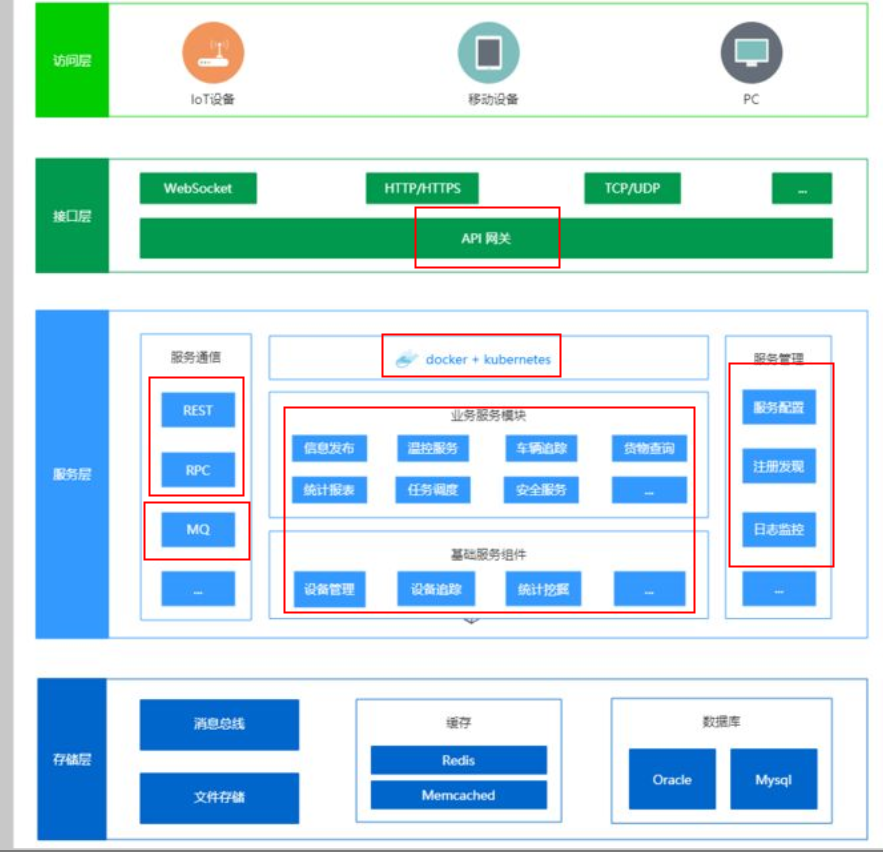 访问层
IoT设备
移动设备
PC
接口层
WebSocket
HTTP/HTTPS
TCP/UDP
...
API 网关
服务层
服务通信
REST
RPC
MQ
...
docker + kubernetes
业务服务模块
信息发布
温控服务
车辆追踪
货物查询
统计报表
任务调度
安全服务
...
基础服务组件
设备管理
设备追踪
统计挖掘
...
服务管理
服务配置
注册发现
日志监控
...
存储层
消息总线
文件存储
缓存
Redis
Memcached
数据库
Oracle
Mysql